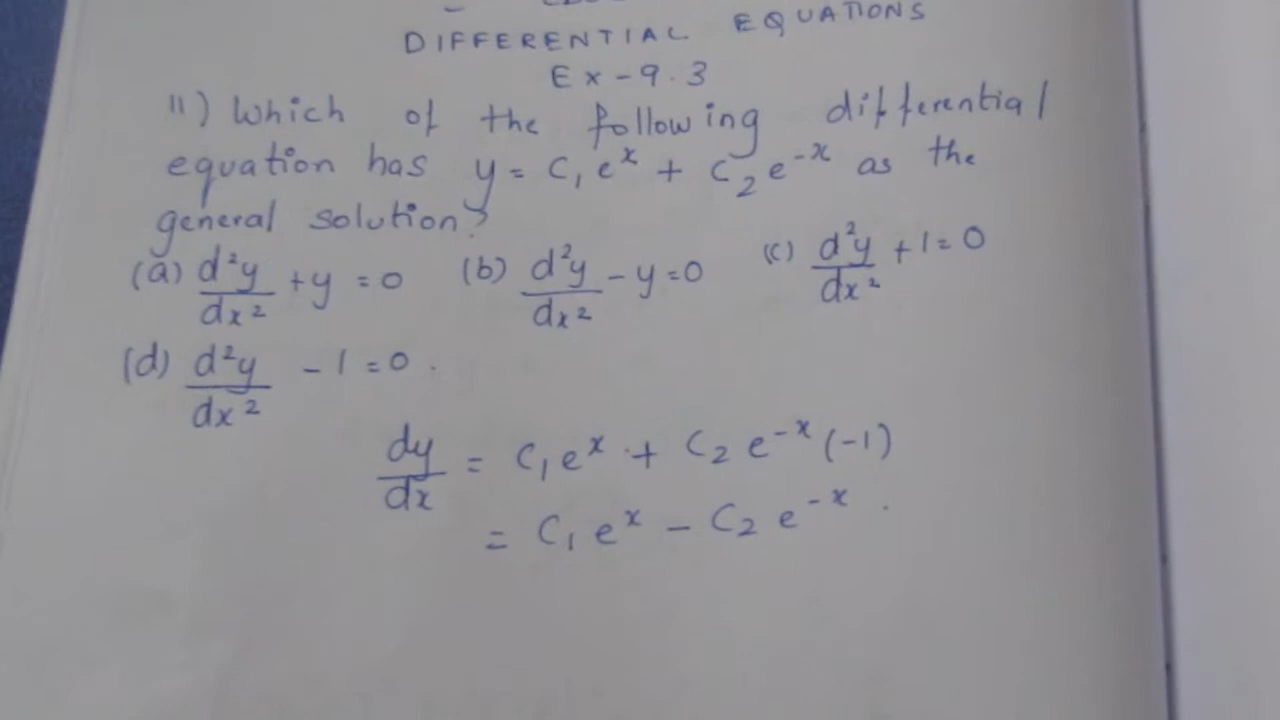 DIFFERENTIAL EQUATIONS
Ex-9.3
11) Which of the following differential
equation has y = C₁eˣ + C₂e⁻ˣ as the
general solution?
(a) d²y/dx² + y = 0 (b) d²y/dx² - y = 0 (c) d²y/dx² + 1 = 0
(d) d²y/dx² - 1 = 0.
dy/dx = C₁eˣ + C₂e⁻ˣ(-1)
= C₁eˣ - C₂e⁻ˣ.